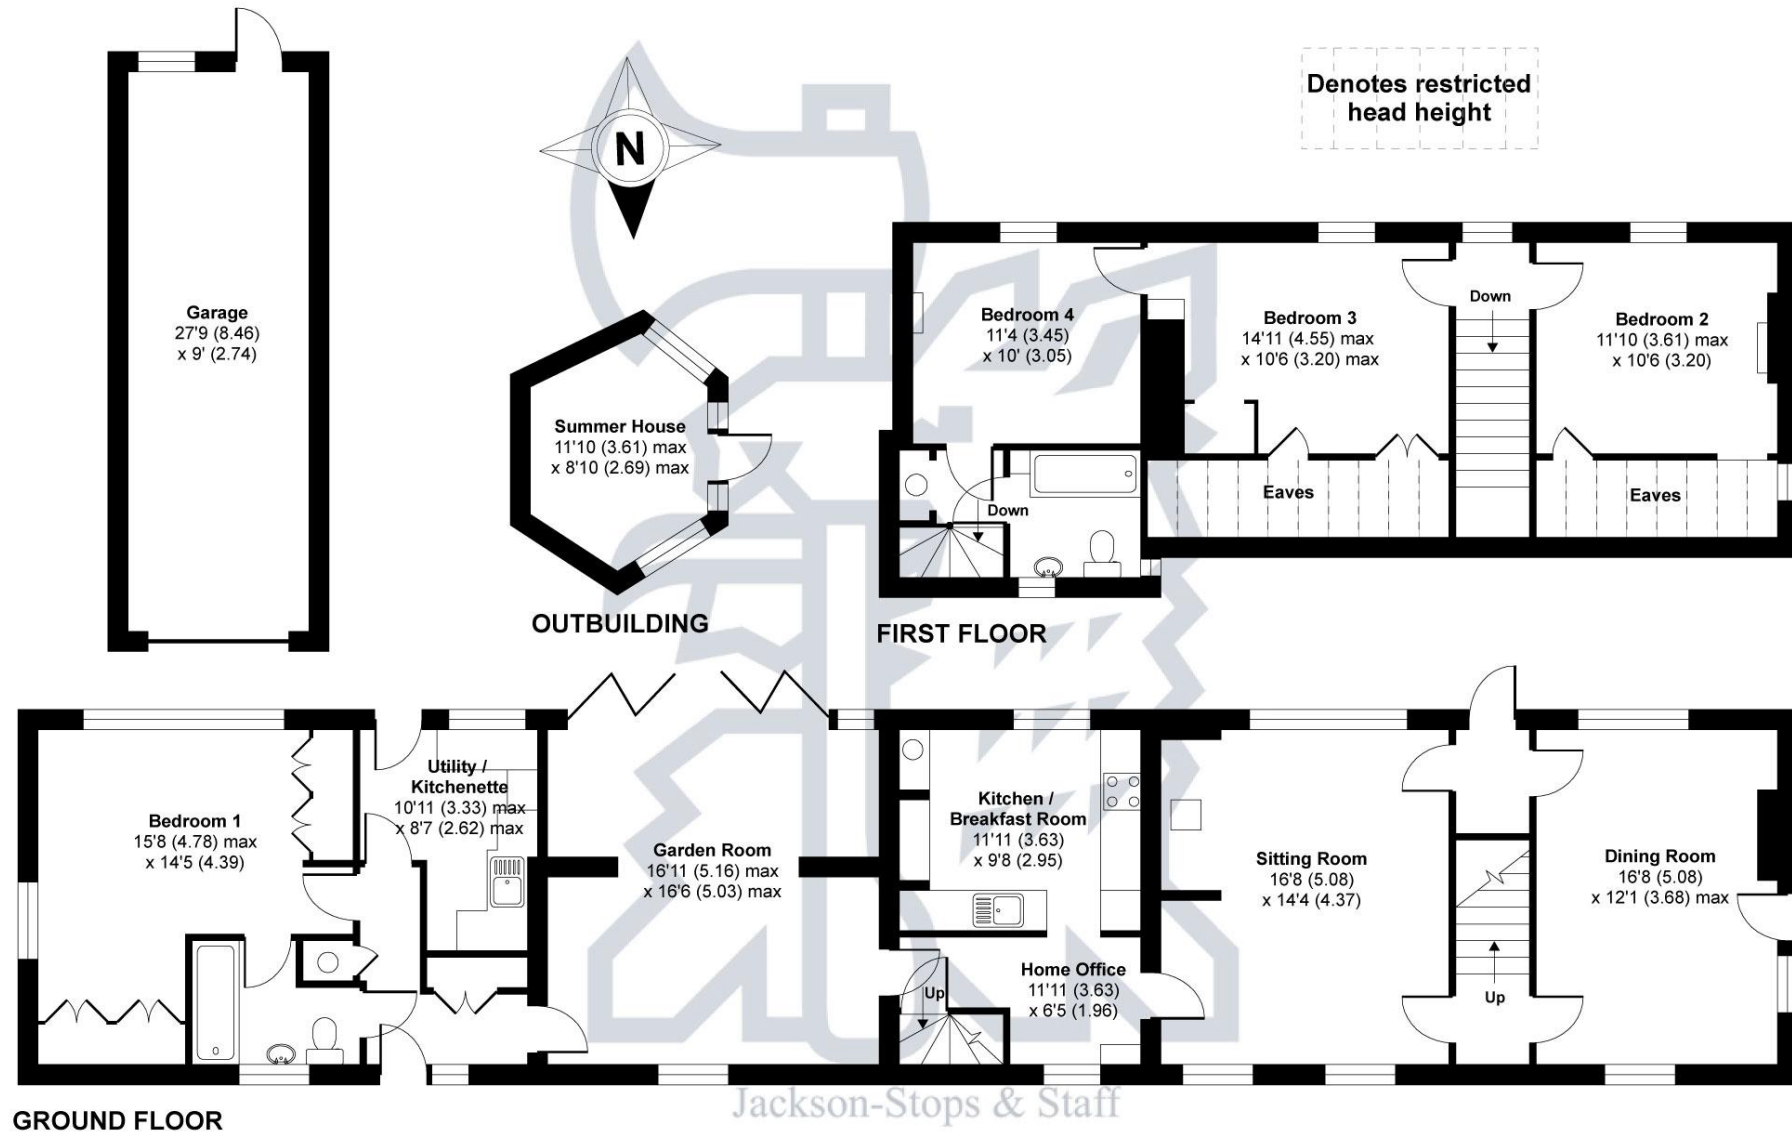 Denotes restricted
head height
N
Garage
27'9 (8.46)
x 9' (2.74)
Summer House
11'10 (3.61) max
x 8'10 (2.69) max
OUTBUILDING
Bedroom 4
11'4 (3.45)
x 10' (3.05)
Bedroom 3
14'11 (4.55) max
x 10'6 (3.20) max
Down
Bedroom 2
11'10 (3.61) max
x 10'6 (3.20)
Eaves
Eaves
Down
FIRST FLOOR
Bedroom 1
15'8 (4.78) max
x 14'5 (4.39)
Utility /
Kitchenette
10'11 (3.33) max
x 8'7 (2.62) max
Garden Room
16'11 (5.16) max
x 16'6 (5.03) max
Kitchen /
Breakfast Room
11'11 (3.63)
x 9'8 (2.95)
Sitting Room
16'8 (5.08)
x 14'4 (4.37)
Dining Room
16'8 (5.08)
x 12'1 (3.68) max
Home Office
11'11 (3.63)
x 6'5 (1.96)
Up
Up
Jackson-Stops & Staff
GROUND FLOOR